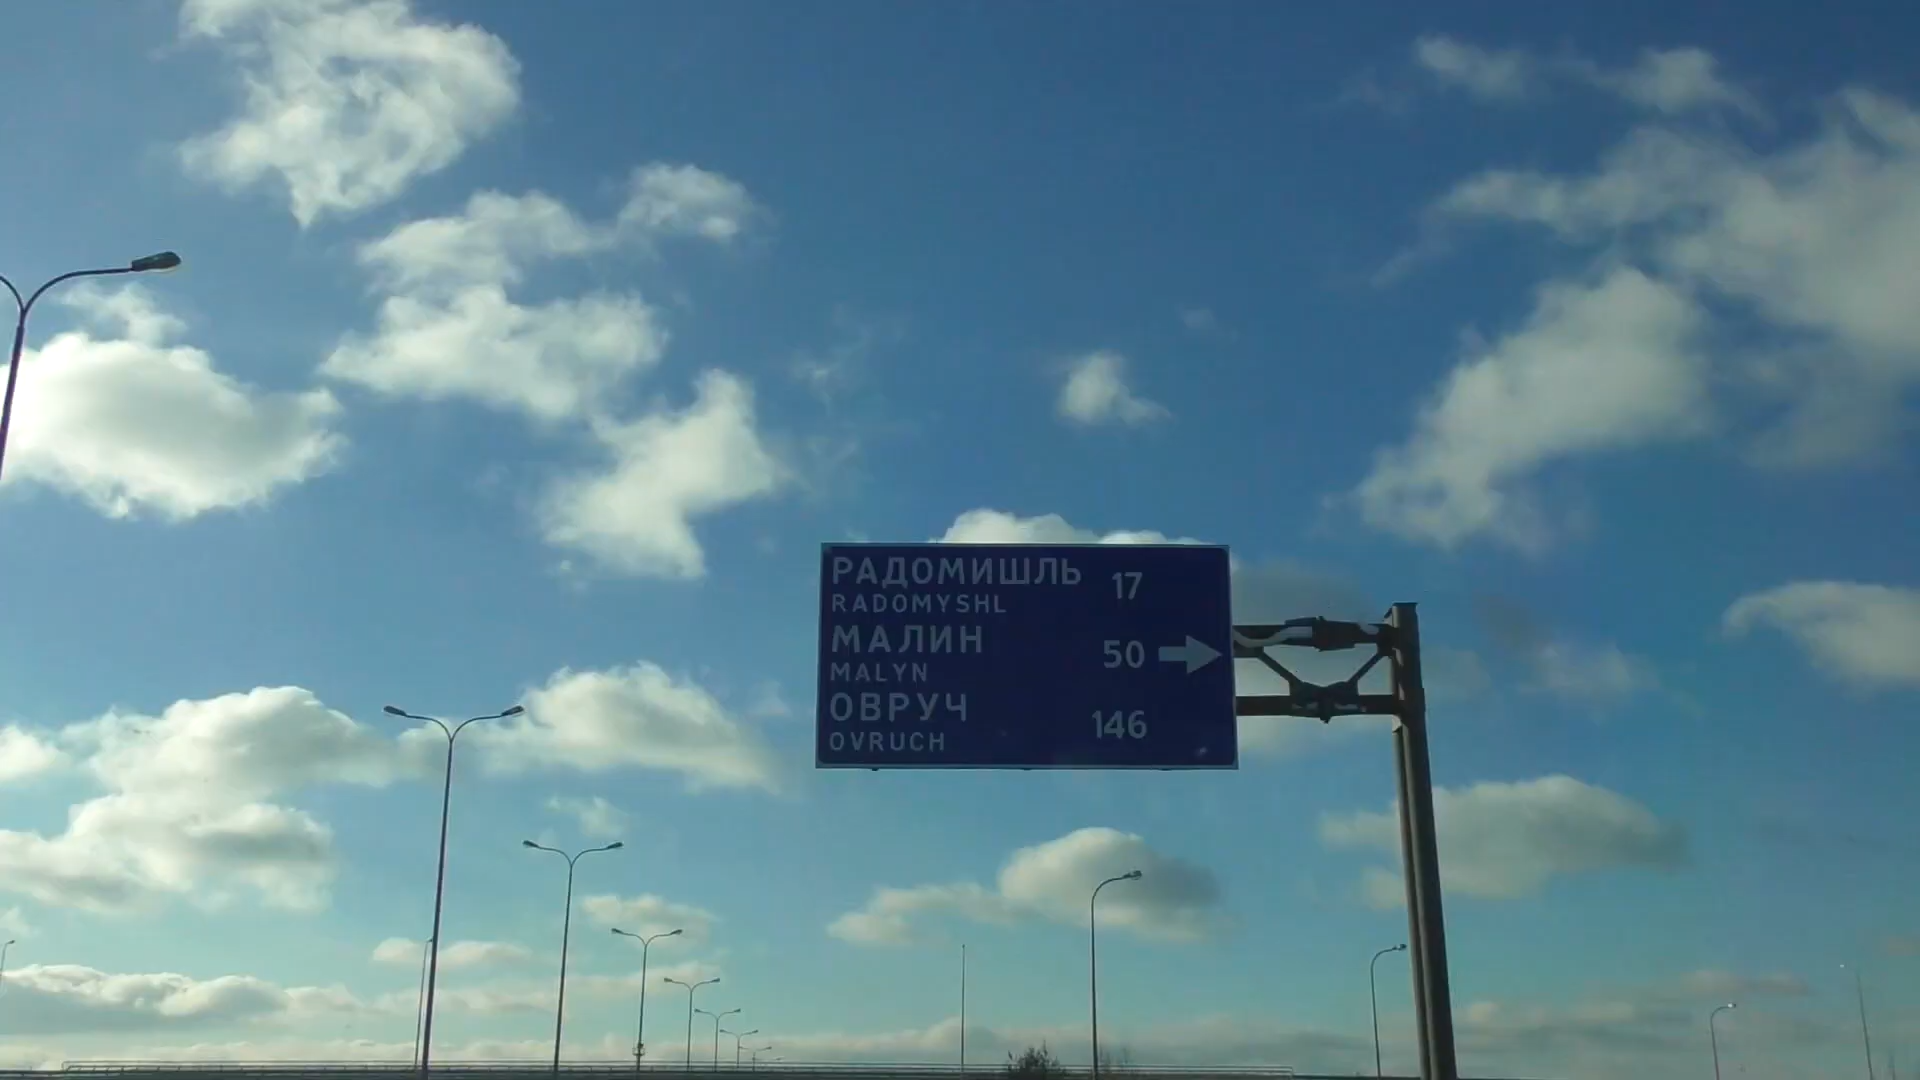 РАДОМИШЛЬ 17
RADOMYSHL
МАЛИН 50
MALYN
ОВРУЧ 146
OVRUCH